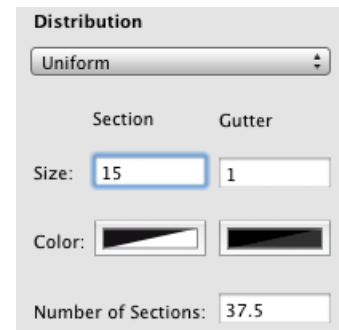 Distribution
Uniform
Section Gutter
Size: 15 1
Color:
Number of Sections: 37.5